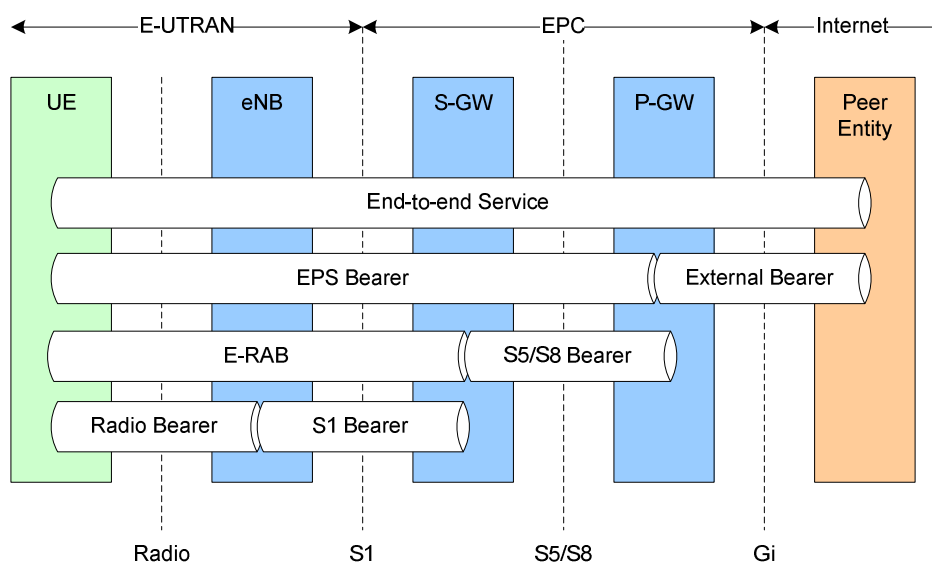 E-UTRAN EPC Internet
UE eNB S-GW P-GW Peer
Entity
End-to-end Service
EPS Bearer External Bearer
E-RAB S5/S8 Bearer
Radio Bearer S1 Bearer
Radio S1 S5/S8 Gi